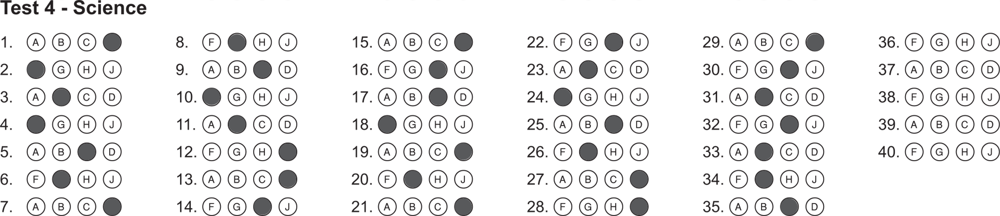 Test 4 - Science
1. A B C 8. F H J 15. A B C 22. F G J 29. A B C 36. F G H J
2. G H J 9. A B D 16. F G J 23. A C D 30. F G J 37. A B C D
3. A C D 10. G H J 17. A B D 24. G H J 31. A C D 38. F G H J
4. G H J 11. A C D 18. G H J 25. A B D 32. F G J 39. A B C D
5. A B D 12. F G H 19. A B C 26. F H J 33. A C D 40. F G H J
6. F H J 13. A B C 20. F H J 27. A B C 34. F H J
7. A B C 14. F G J 21. A B C 28. F G H 35. A B D